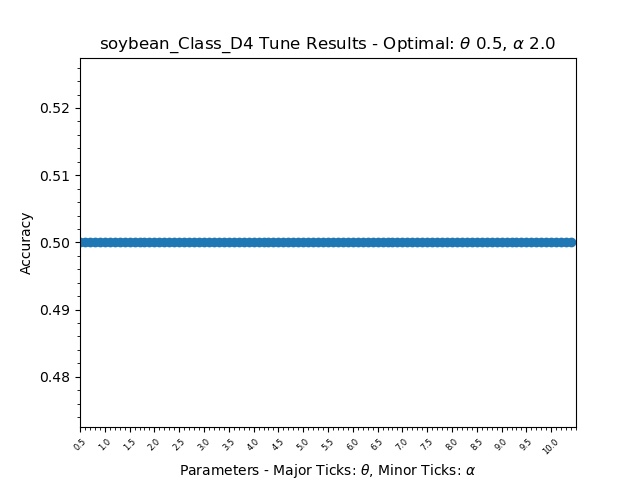 soybean_Class_D4 Tune Results - Optimal: θ 0.5, α 2.0
0.52
0.51
0.50
0.49
0.48
Accuracy
0.5 1.0 1.5 2.0 2.5 3.0 3.5 4.0 4.5 5.0 5.5 6.0 6.5 7.0 7.5 8.0 8.5 9.0 9.5 10.0
Parameters - Major Ticks: θ, Minor Ticks: α